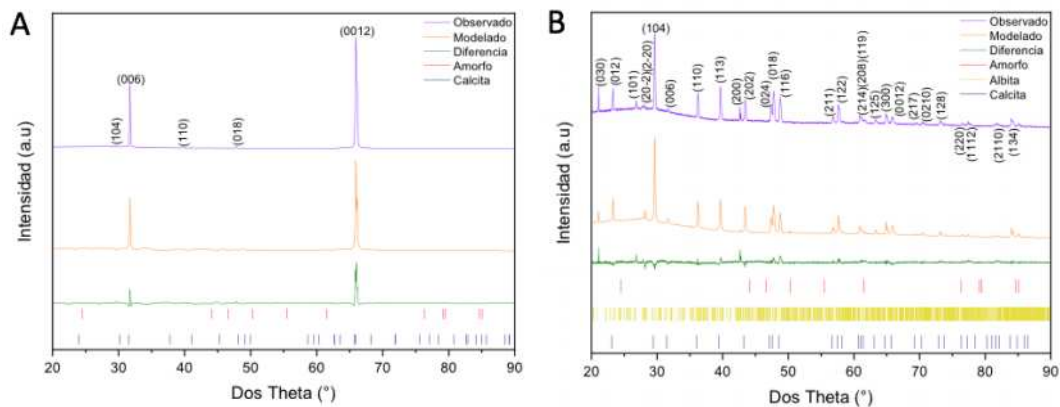 A
Intensidad (a.u)
Observado
Modelado
Diferencia
Amorfo
Calcita
(104)
(006)
(110)
(018)
(0012)
20 30 40 50 60 70 80 90
Dos Theta (°)
B
Intensidad (a.u)
Observado
Modelado
Diferencia
Amorfo
Albita
Calcita
(030)
(012)
(101)
(20-2)(2-20)
(104)
(006)
(110)
(113)
(200)
(202)
(024)
(018)
(116)
(211)
(122)
(214)(208)(119)
(125)
(300)
(0012)
(217)
(0210)
(128)
(220)
(1112)
(2110)
(134)
20 30 40 50 60 70 80 90
Dos Theta (°)